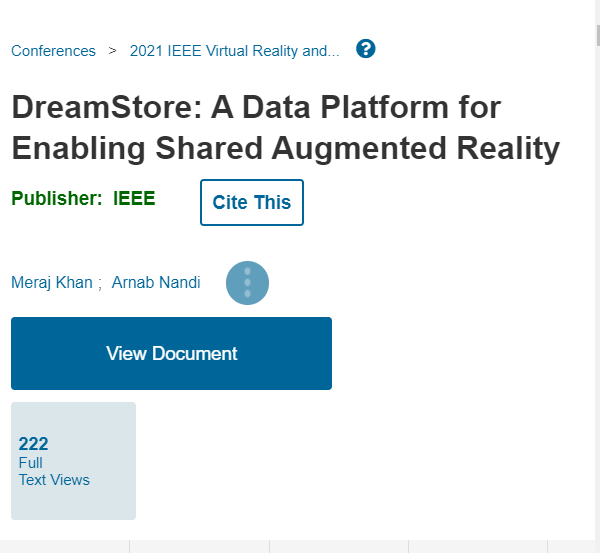 Conferences > 2021 IEEE Virtual Reality and... ?
DreamStore: A Data Platform for
Enabling Shared Augmented Reality
Publisher: IEEE Cite This
Meraj Khan ; Arnab Nandi
View Document
222
Full
Text Views